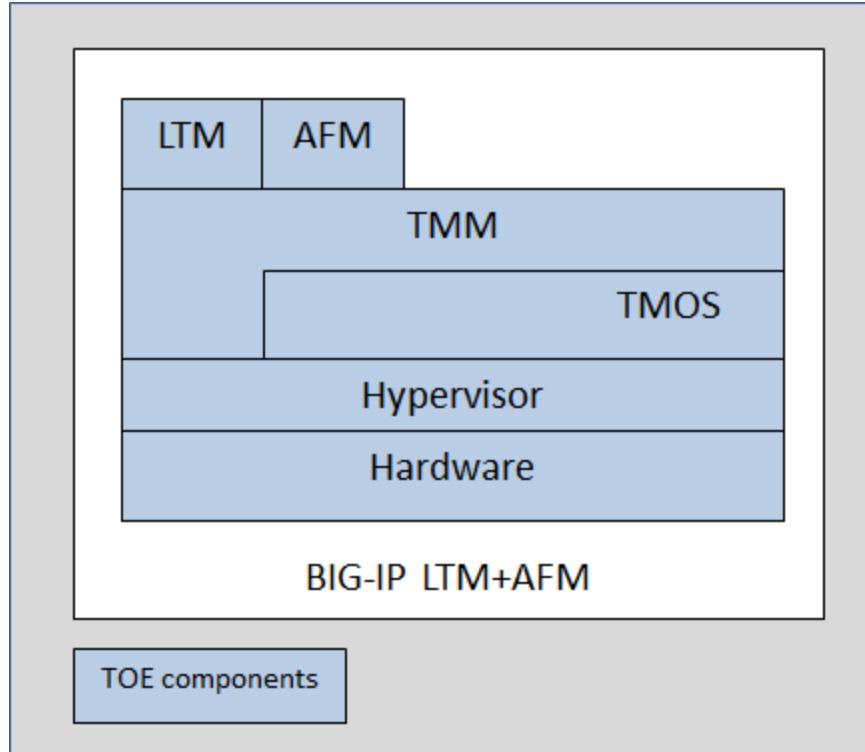 LTM AFM
TMM
TMOS
Hypervisor
Hardware
BIG-IP LTM+AFM
TOE components